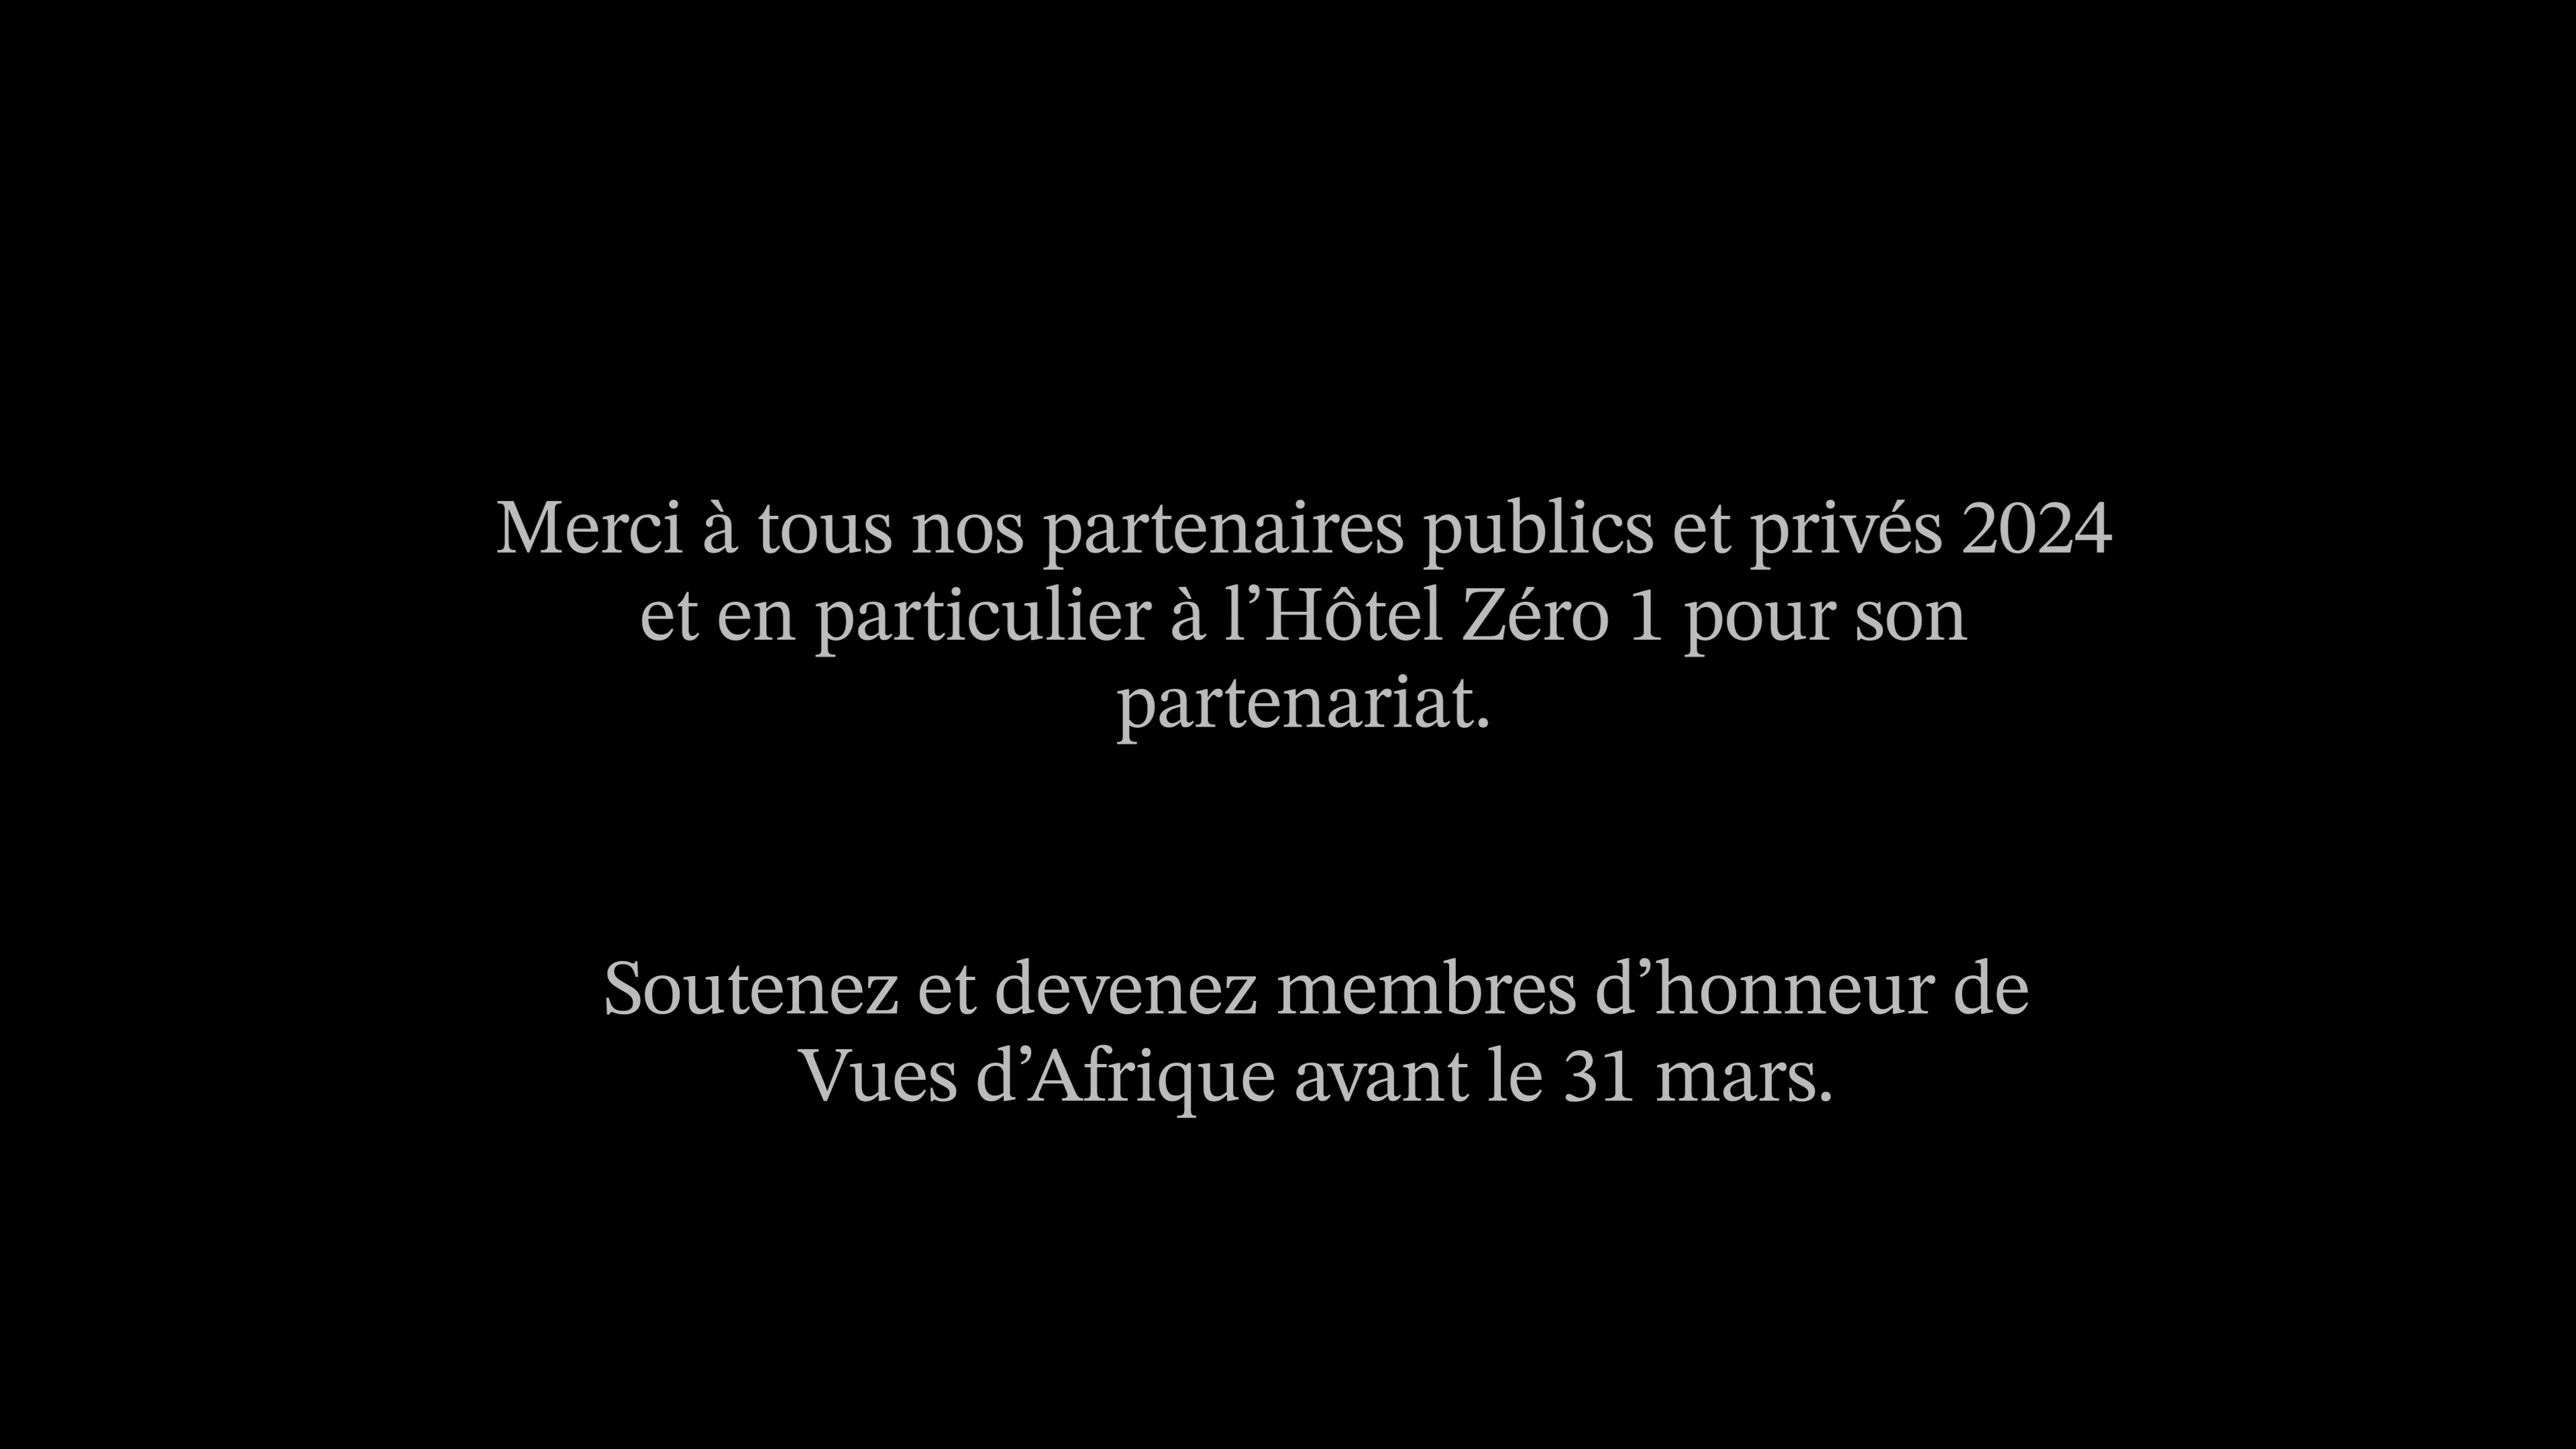 Merci à tous nos partenaires publics et privés 2024
et en particulier à l’Hôtel Zéro 1 pour son
partenariat.
Soutenez et devenez membres d’honneur de
Vues d’Afrique avant le 31 mars.